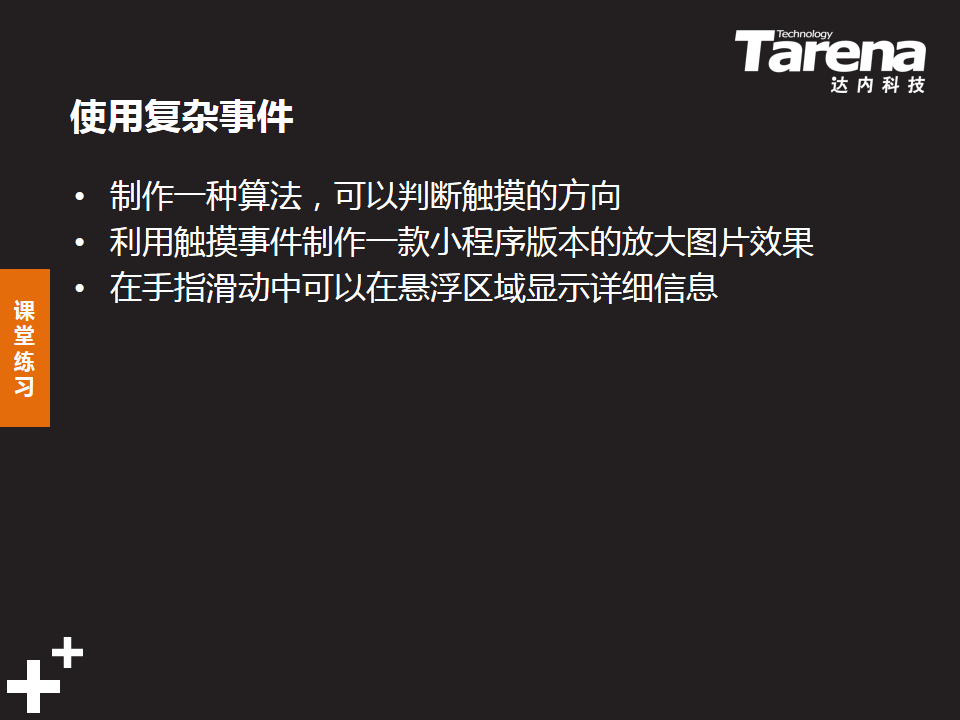 Technology
Tarena
达内科技
使用复杂事件
• 制作一种算法，可以判断触摸的方向
• 利用触摸事件制作一款小程序版本的放大图片效果
• 在手指滑动中可以在悬浮区域显示详细信息
课堂练习